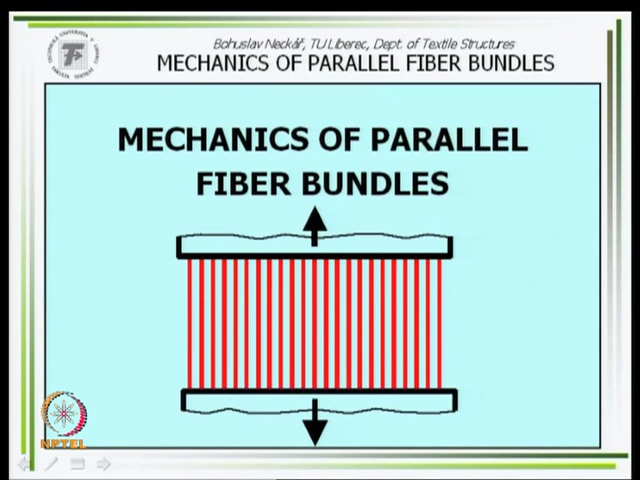 Bohuslav Neckář, TU Liberec, Dept. of Textile Structures
MECHANICS OF PARALLEL FIBER BUNDLES
MECHANICS OF PARALLEL
FIBER BUNDLES
NPTEL